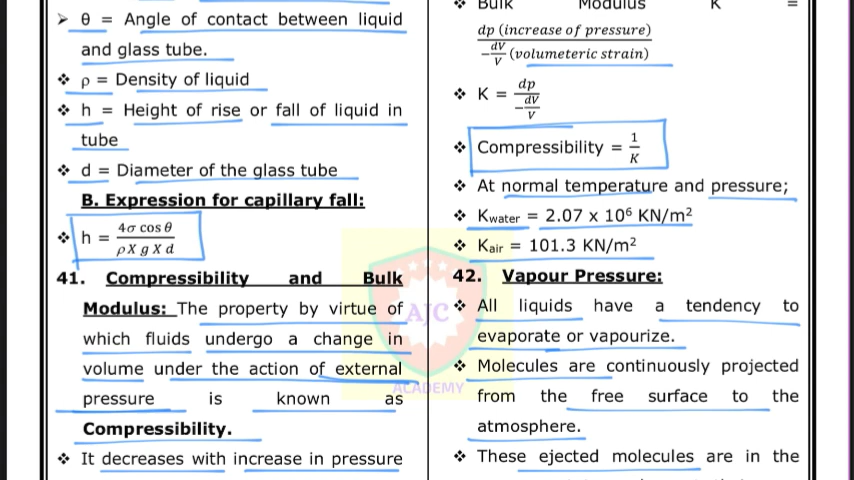 ➢ θ = Angle of contact between liquid
and glass tube.
❖ ρ = Density of liquid
❖ h = Height of rise or fall of liquid in
tube
❖ d = Diameter of the glass tube
B. Expression for capillary fall:
❖ h = 4σ cos θ / ρ X g X d
41. Compressibility and Bulk
Modulus: The property by virtue of
which fluids undergo a change in
volume under the action of external
pressure is known as
Compressibility.
❖ It decreases with increase in pressure
❖ Bulk Modulus K =
dp (increase of pressure) / -dV/V (volumeteric strain)
❖ K = dp / -dV/V
❖ Compressibility = 1/K
❖ At normal temperature and pressure;
❖ Kwater = 2.07 x 10⁶ KN/m²
❖ Kair = 101.3 KN/m²
42. Vapour Pressure:
❖ All liquids have a tendency to
evaporate or vapourize.
❖ Molecules are continuously projected
from the free surface to the
atmosphere.
❖ These ejected molecules are in the
AJC
ACADEMY